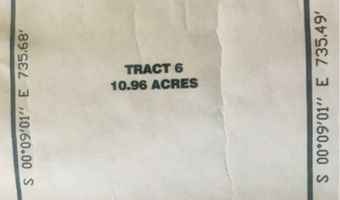 S 00°09'01" E 735.68'
TRACT 6
10.96 ACRES
S 00°09'01" E 735.49'